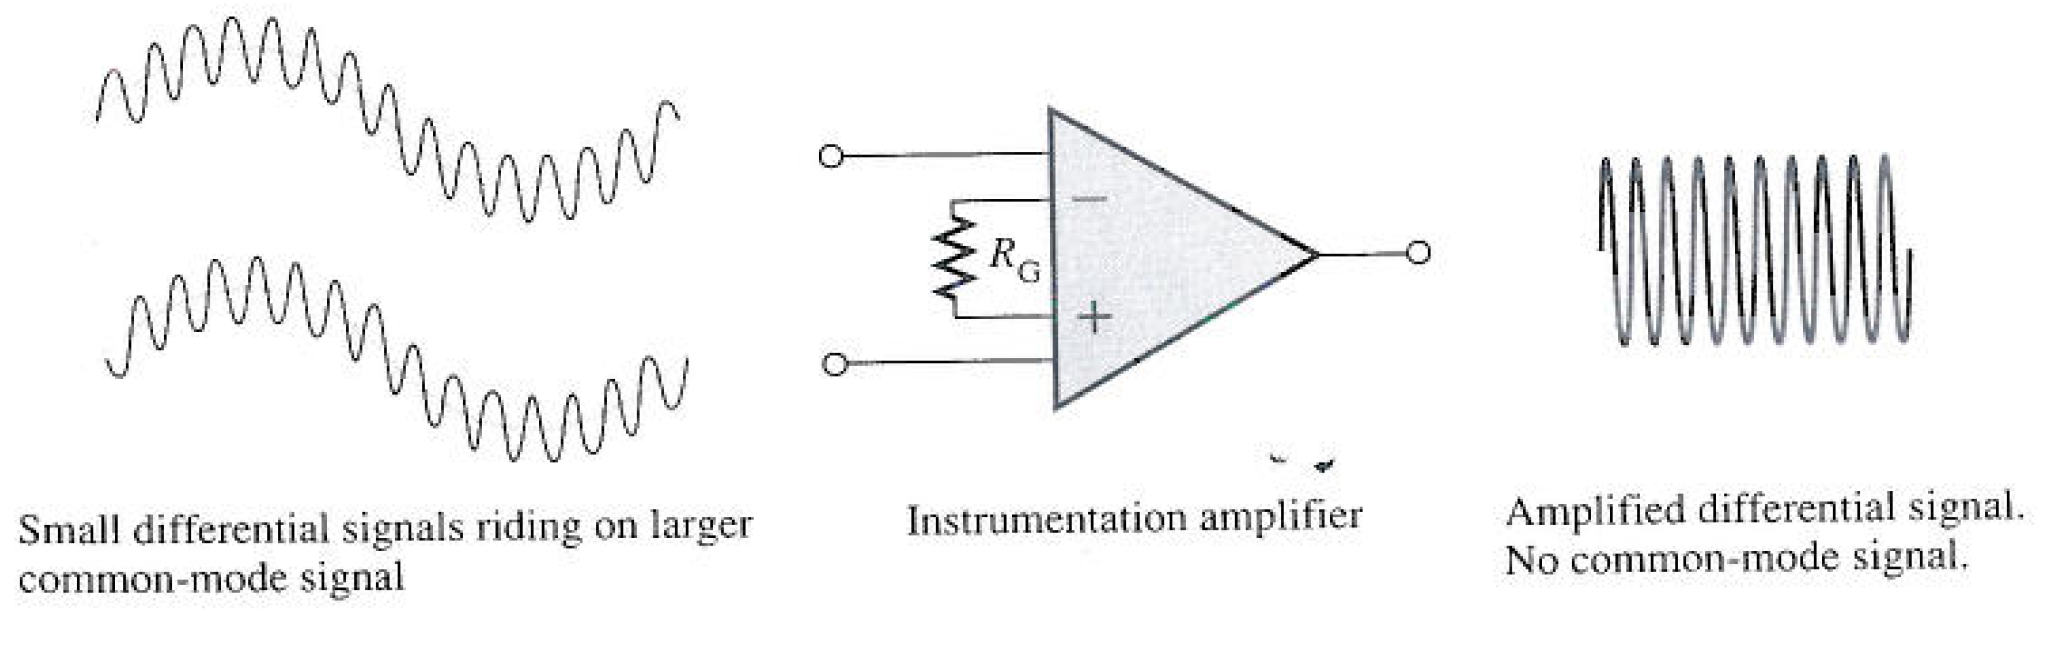 −
R_G
+
Small differential signals riding on larger
common-mode signal
Instrumentation amplifier
Amplified differential signal.
No common-mode signal.